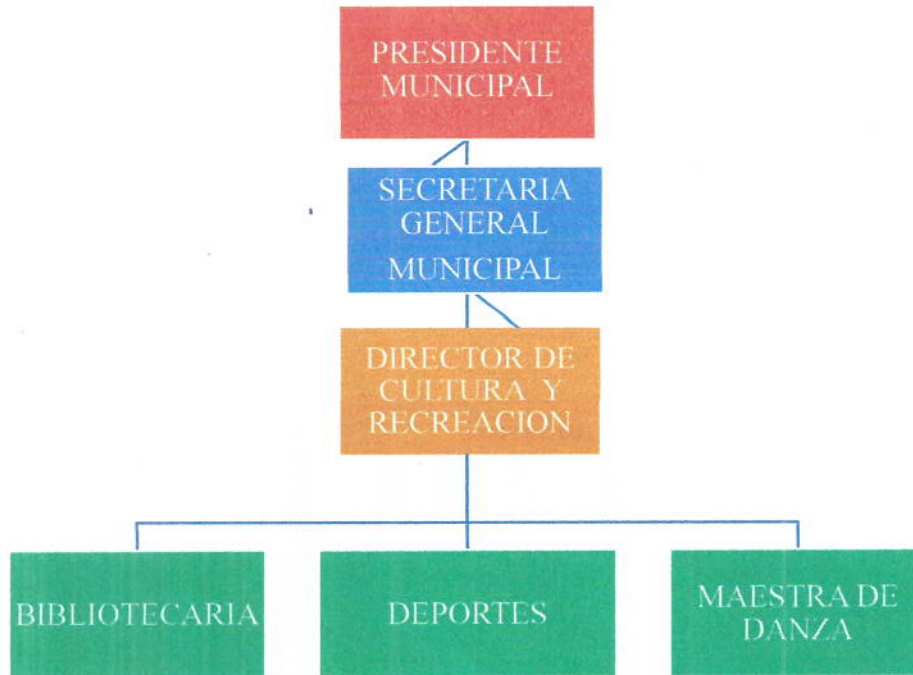 PRESIDENTE
MUNICIPAL
SECRETARIA
GENERAL
MUNICIPAL
DIRECTOR DE
CULTURA Y
RECREACION
BIBLIOTECARIA
DEPORTES
MAESTRA DE
DANZA